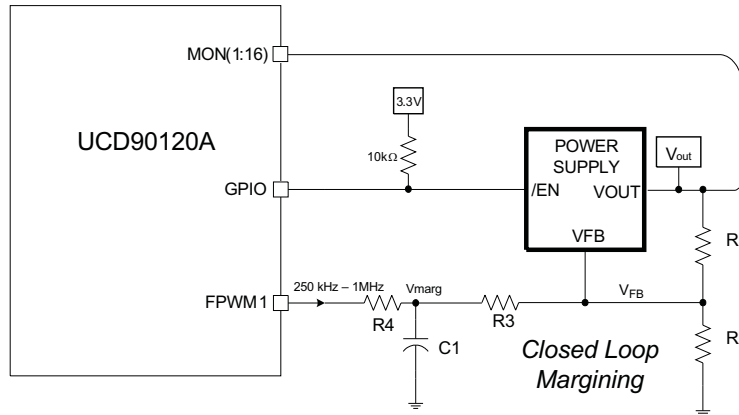 MON(1:16)
3.3V
UCD90120A
10kΩ
POWER
SUPPLY
Vout
GPIO
/EN
VOUT
VFB
R
250 kHz – 1MHz
Vmarg
VFB
FPWM1
R4
R3
R
C1
Closed Loop
Margining